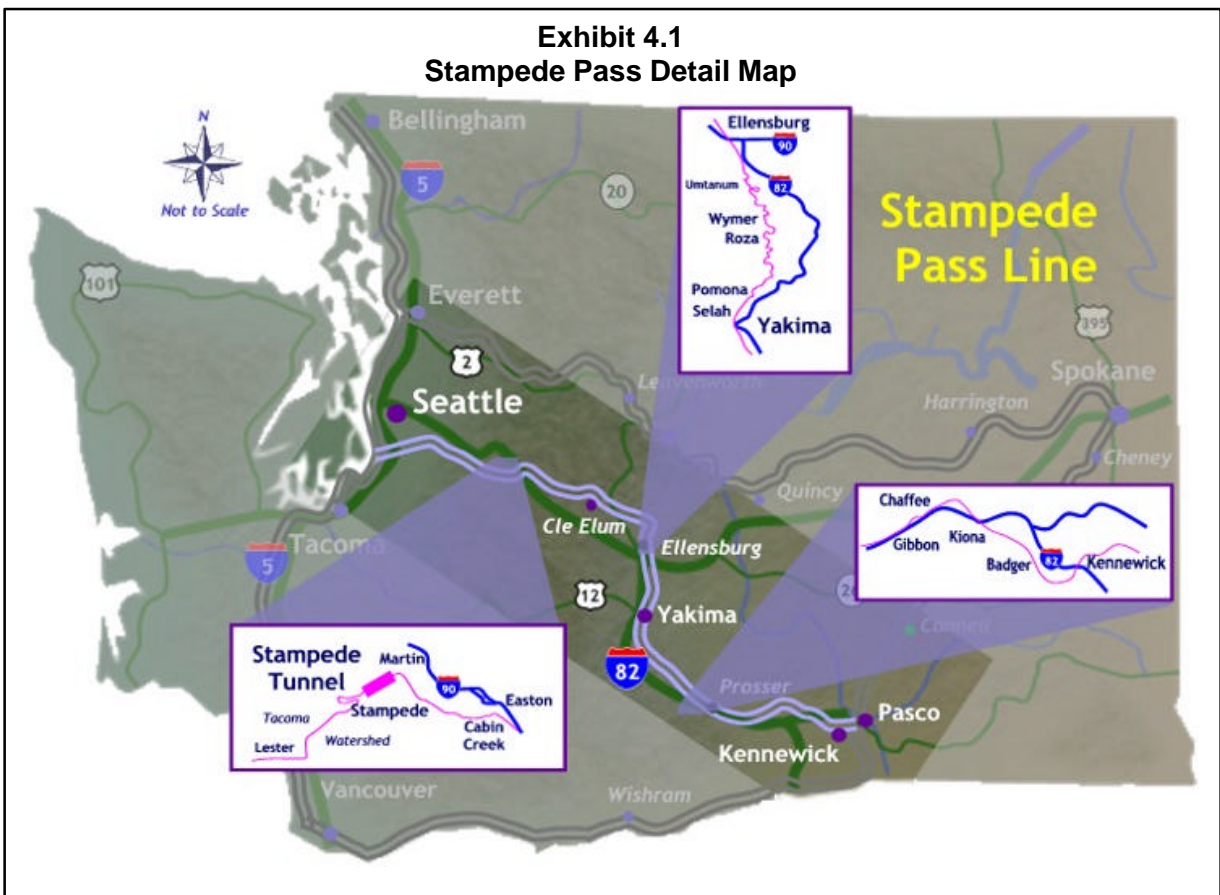 Exhibit 4.1
Stampede Pass Detail Map
N
Not to Scale
Bellingham
5
20
Ellensburg
90
82
Umtanum
Wymer
Roza
Pomona
Selah
Yakima
Stampede
Pass Line
101
Everett
2
395
Leavenworth
Spokane
Seattle
Harrington
Cheney
Quincy
Chaffee
Gibbon
Kiona
Badger
82
Kennewick
Cle Elum
Ellensburg
Tacoma
5
12
Connell
Yakima
82
Stampede
Tunnel
Martin
90
Easton
Stampede
Tacoma
Watershed
Cabin
Creek
Lester
Prosser
Pasco
Kennewick
Vancouver
Wishram